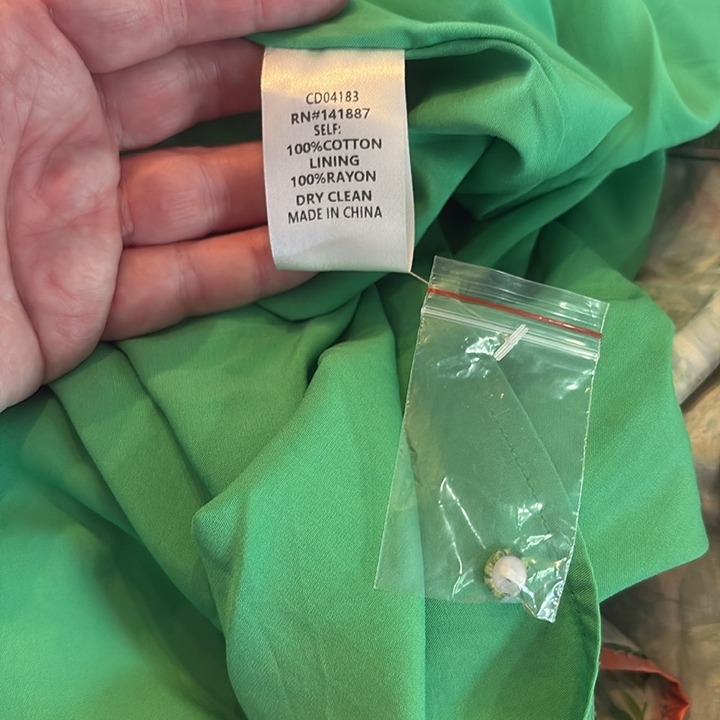 CD04183
RN#141887
SELF:
100%COTTON
LINING
100%RAYON
DRY CLEAN
MADE IN CHINA